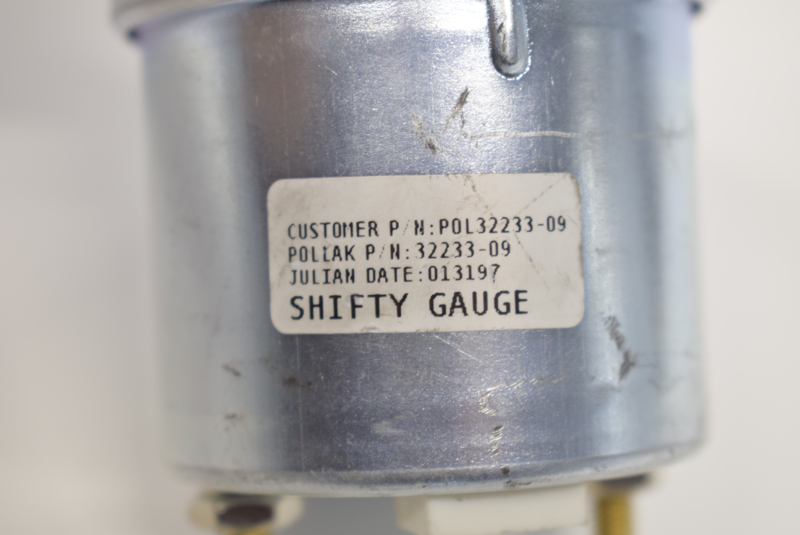 CUSTOMER P/N:POL32233-09
POLLAK P/N:32233-09
JULIAN DATE:013197
SHIFTY GAUGE